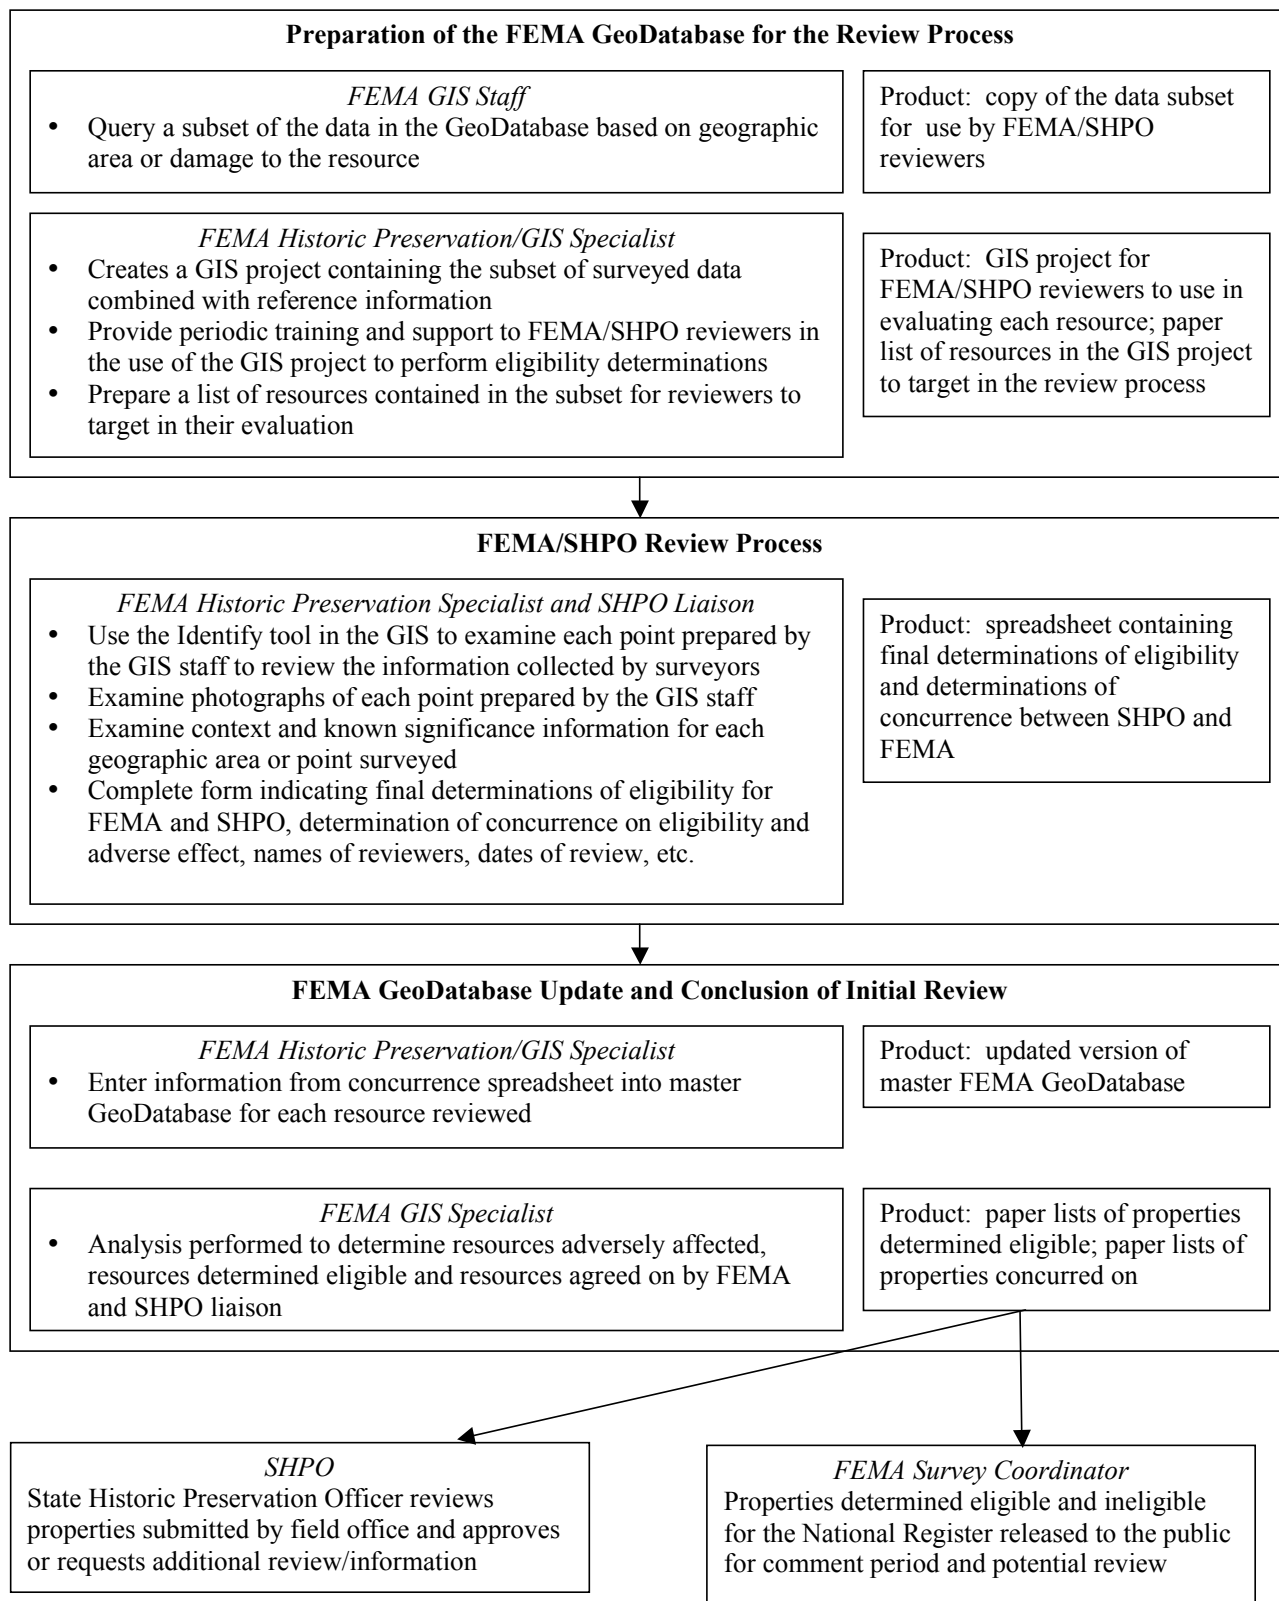 Preparation of the FEMA GeoDatabase for the Review Process
FEMA GIS Staff
• Query a subset of the data in the GeoDatabase based on geographic
area or damage to the resource
Product:  copy of the data subset
for  use by FEMA/SHPO
reviewers
FEMA Historic Preservation/GIS Specialist
• Creates a GIS project containing the subset of surveyed data
combined with reference information
• Provide periodic training and support to FEMA/SHPO reviewers in
the use of the GIS project to perform eligibility determinations
• Prepare a list of resources contained in the subset for reviewers to
target in their evaluation
Product:  GIS project for
FEMA/SHPO reviewers to use in
evaluating each resource; paper
list of resources in the GIS project
to target in the review process
FEMA/SHPO Review Process
FEMA Historic Preservation Specialist and SHPO Liaison
• Use the Identify tool in the GIS to examine each point prepared by
the GIS staff to review the information collected by surveyors
• Examine photographs of each point prepared by the GIS staff
• Examine context and known significance information for each
geographic area or point surveyed
• Complete form indicating final determinations of eligibility for
FEMA and SHPO, determination of concurrence on eligibility and
adverse effect, names of reviewers, dates of review, etc.
Product:  spreadsheet containing
final determinations of eligibility
and determinations of
concurrence between SHPO and
FEMA
FEMA GeoDatabase Update and Conclusion of Initial Review
FEMA Historic Preservation/GIS Specialist
• Enter information from concurrence spreadsheet into master
GeoDatabase for each resource reviewed
Product:  updated version of
master FEMA GeoDatabase
FEMA GIS Specialist
• Analysis performed to determine resources adversely affected,
resources determined eligible and resources agreed on by FEMA
and SHPO liaison
Product:  paper lists of properties
determined eligible; paper lists of
properties concurred on
SHPO
State Historic Preservation Officer reviews
properties submitted by field office and approves
or requests additional review/information
FEMA Survey Coordinator
Properties determined eligible and ineligible
for the National Register released to the public
for comment period and potential review